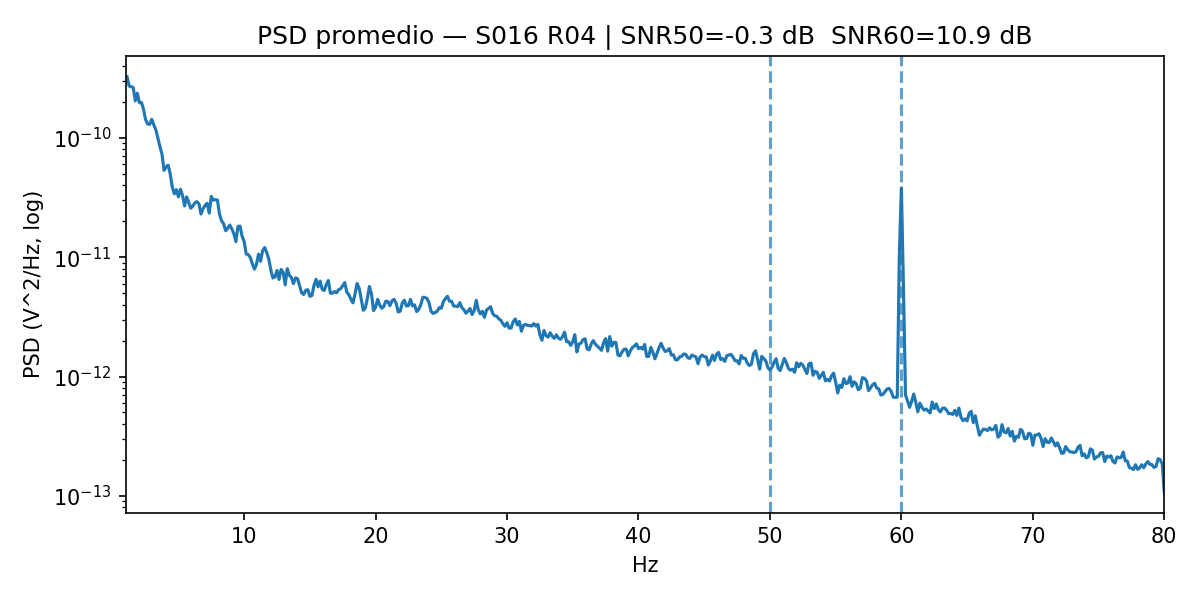 PSD promedio — S016 R04 | SNR50=-0.3 dB  SNR60=10.9 dB
PSD (V^2/Hz, log)
10⁻¹⁰
10⁻¹¹
10⁻¹²
10⁻¹³
10 20 30 40 50 60 70 80
Hz